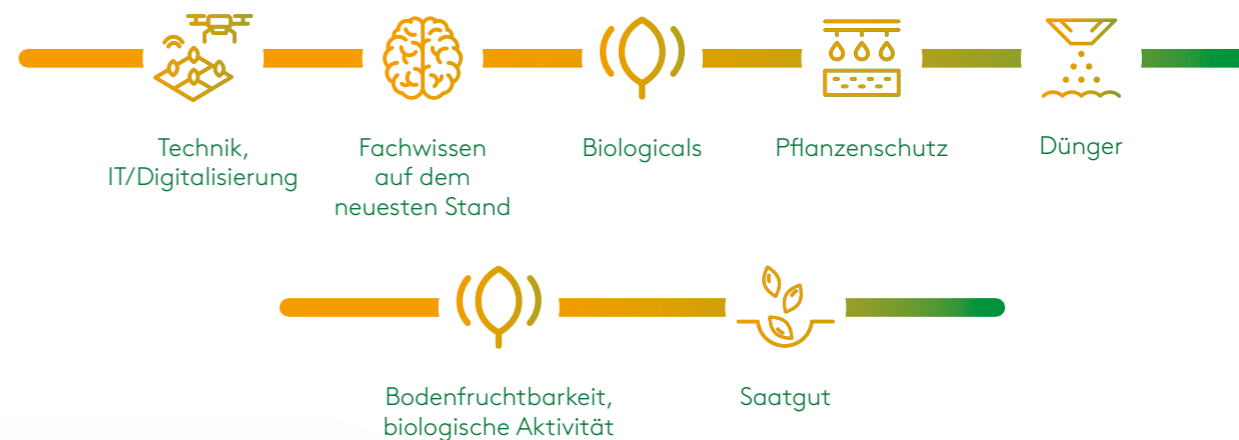 Technik,
IT/Digitalisierung
Fachwissen
auf dem
neuesten Stand
Biologicals
Pflanzenschutz
Dünger
Bodenfruchtbarkeit,
biologische Aktivität
Saatgut